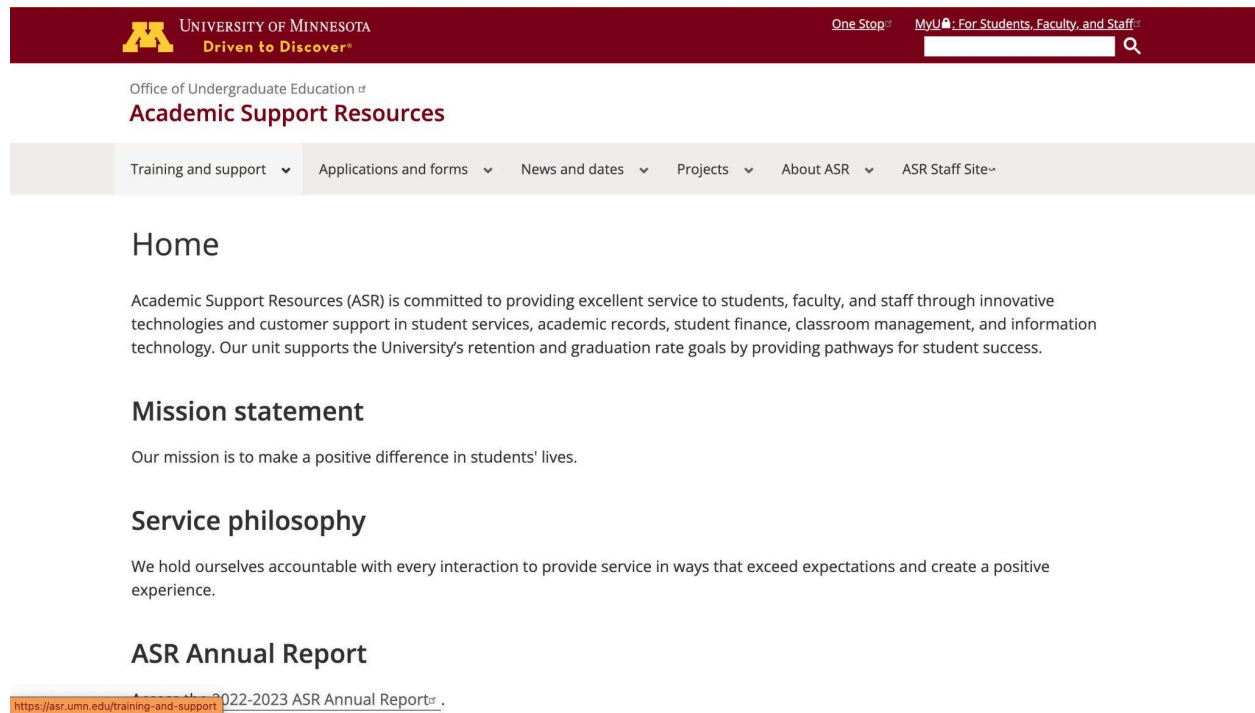 UNIVERSITY OF MINNESOTA
Driven to Discover®
One Stop
MyU : For Students, Faculty, and Staff
Office of Undergraduate Education
Academic Support Resources
Training and support
Applications and forms
News and dates
Projects
About ASR
ASR Staff Site
Home
Academic Support Resources (ASR) is committed to providing excellent service to students, faculty, and staff through innovative
technologies and customer support in student services, academic records, student finance, classroom management, and information
technology. Our unit supports the University’s retention and graduation rate goals by providing pathways for student success.
Mission statement
Our mission is to make a positive difference in students' lives.
Service philosophy
We hold ourselves accountable with every interaction to provide service in ways that exceed expectations and create a positive
experience.
ASR Annual Report
Access the 2022-2023 ASR Annual Report .
https://asr.umn.edu/training-and-support